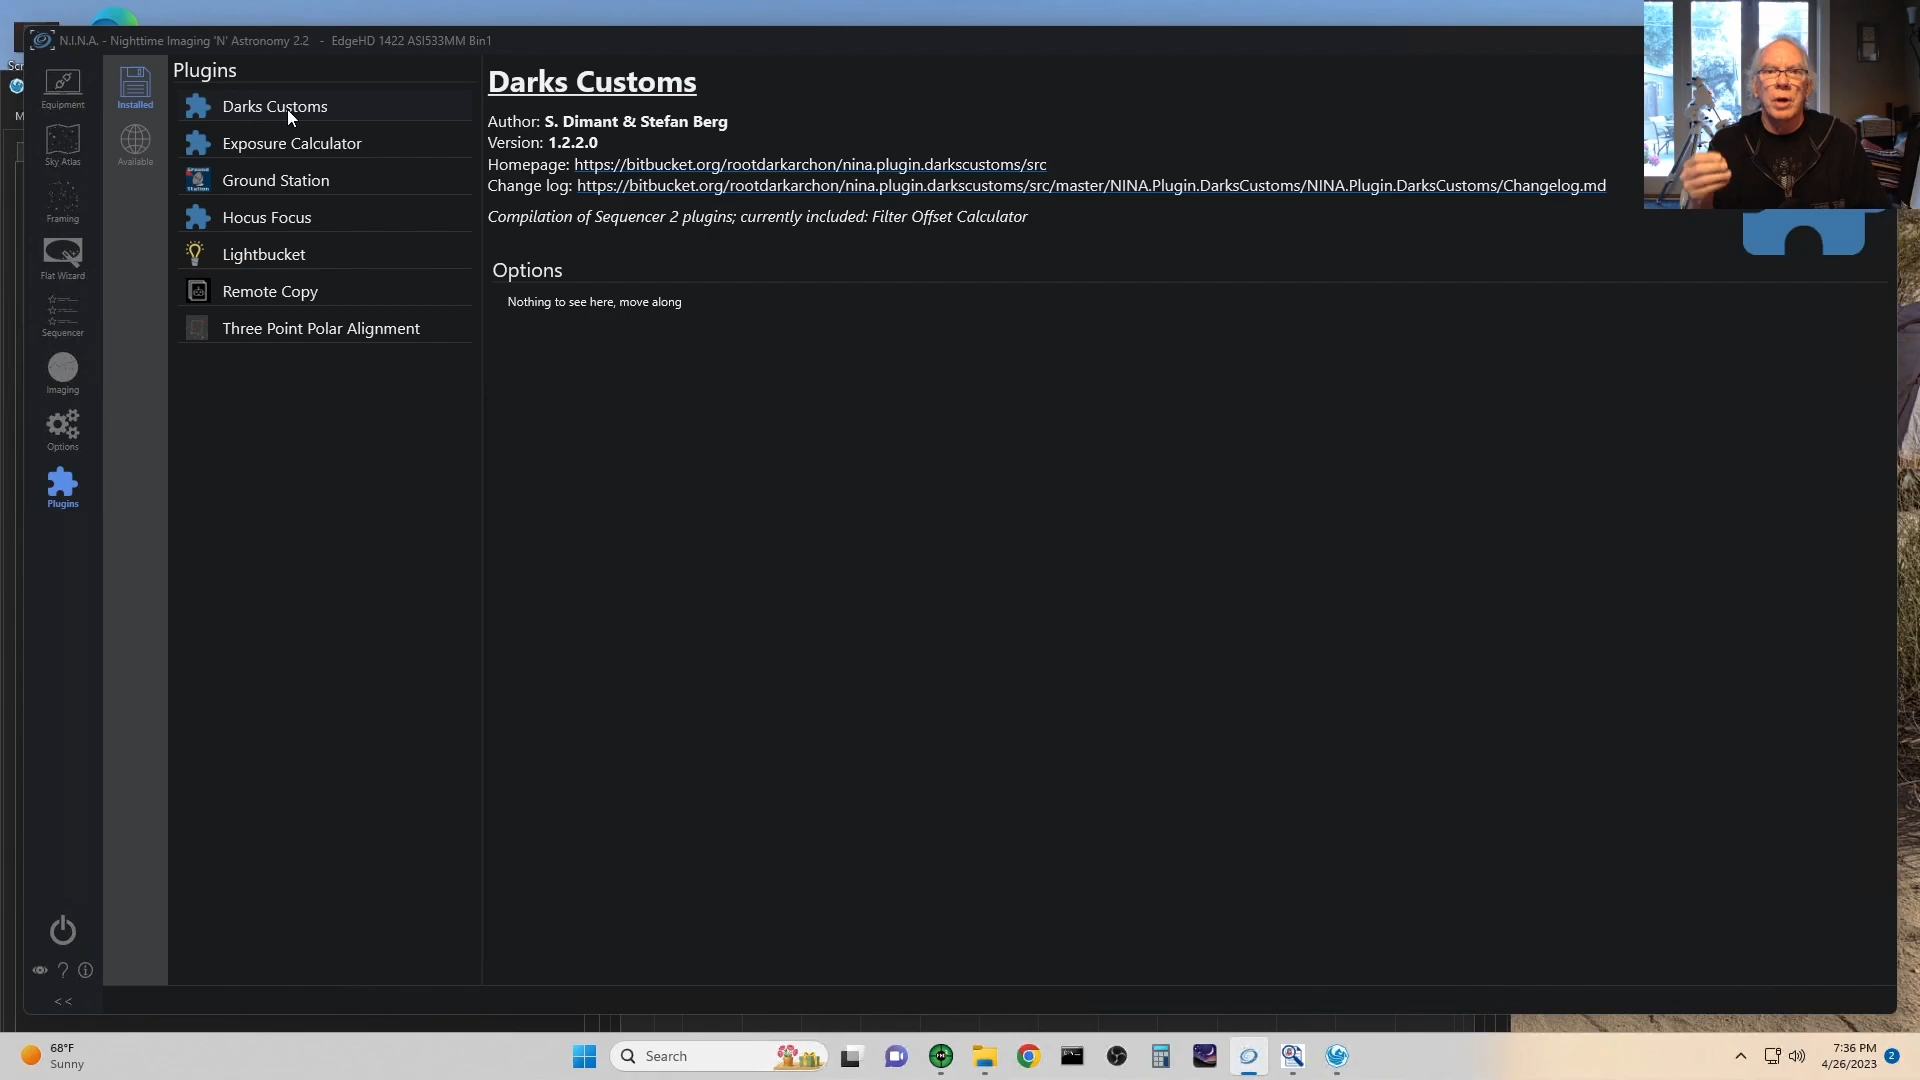 N.I.N.A. - Nighttime Imaging 'N' Astronomy 2.2 - EdgeHD 1422 ASI533MM Bin1
Equipment
Sky Atlas
Framing
Flat Wizard
Sequencer
Imaging
Options
Plugins
<<
Installed
Available
Plugins
Darks Customs
Exposure Calculator
Ground Station
Hocus Focus
Lightbucket
Remote Copy
Three Point Polar Alignment
Darks Customs
Author: S. Dimant & Stefan Berg
Version: 1.2.2.0
Homepage: https://bitbucket.org/rootdarkarchon/nina.plugin.darkscustoms/src
Change log: https://bitbucket.org/rootdarkarchon/nina.plugin.darkscustoms/src/master/NINA.Plugin.DarksCustoms/NINA.Plugin.DarksCustoms/Changelog.md
Compilation of Sequencer 2 plugins; currently included: Filter Offset Calculator
Options
Nothing to see here, move along
68°F
Sunny
Search
7:36 PM
4/26/2023
2